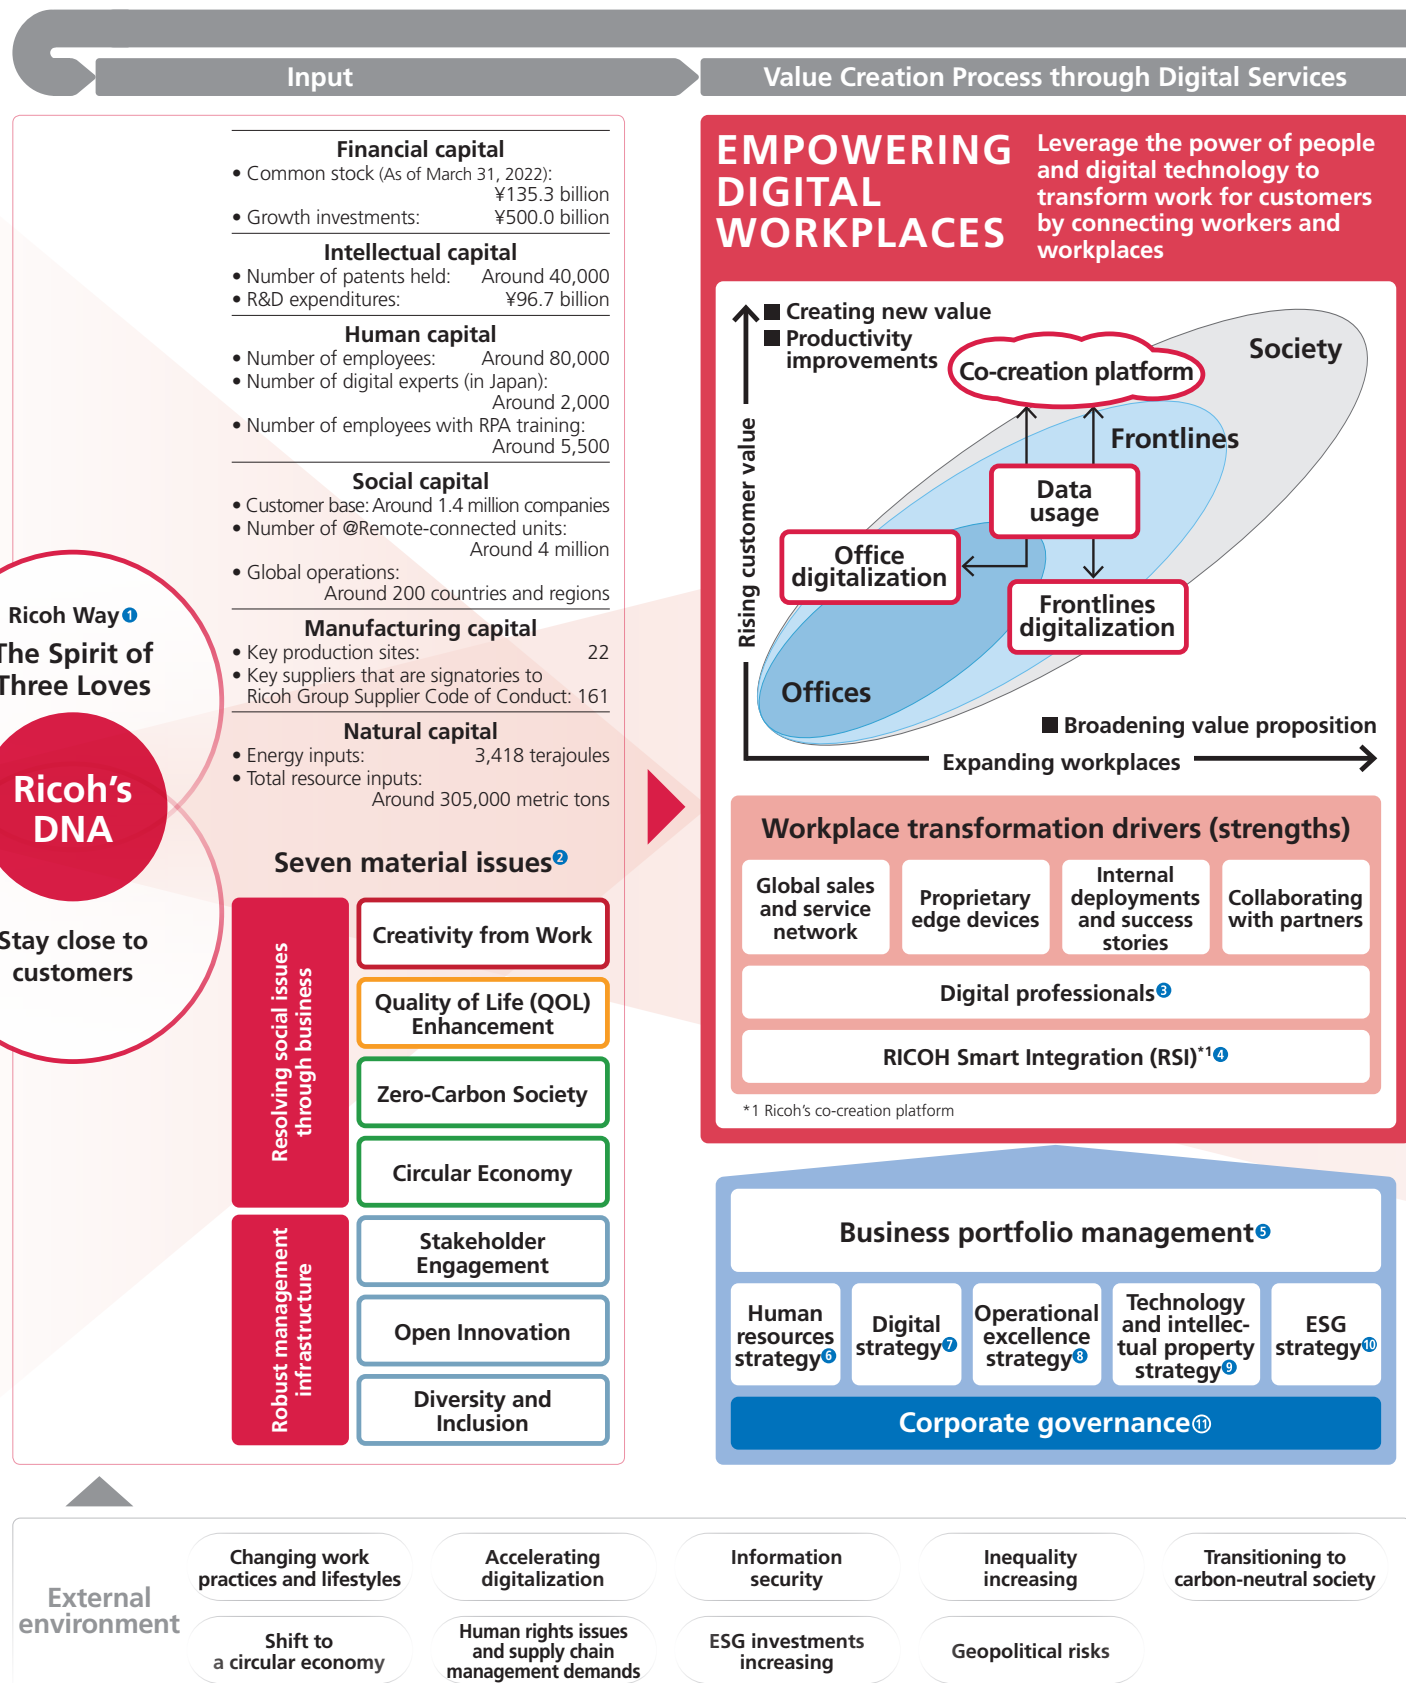 Input
Value Creation Process through Digital Services
Ricoh Way 1
The Spirit of
Three Loves
Ricoh's
DNA
Stay close to
customers
Financial capital
• Common stock (As of March 31, 2022):
¥135.3 billion
• Growth investments: ¥500.0 billion
Intellectual capital
• Number of patents held: Around 40,000
• R&D expenditures: ¥96.7 billion
Human capital
• Number of employees: Around 80,000
• Number of digital experts (in Japan):
Around 2,000
• Number of employees with RPA training:
Around 5,500
Social capital
• Customer base: Around 1.4 million companies
• Number of @Remote-connected units:
Around 4 million
• Global operations:
Around 200 countries and regions
Manufacturing capital
• Key production sites: 22
• Key suppliers that are signatories to
Ricoh Group Supplier Code of Conduct: 161
Natural capital
• Energy inputs: 3,418 terajoules
• Total resource inputs:
Around 305,000 metric tons
Seven material issues 2
Resolving social issues
through business
Creativity from Work
Quality of Life (QOL)
Enhancement
Zero-Carbon Society
Circular Economy
Robust management
infrastructure
Stakeholder
Engagement
Open Innovation
Diversity and
Inclusion
EMPOWERING
DIGITAL
WORKPLACES
Leverage the power of people
and digital technology to
transform work for customers
by connecting workers and
workplaces
■ Creating new value
■ Productivity
improvements
Rising customer value
Co-creation platform
Society
Frontlines
Data
usage
Office
digitalization
Frontlines
digitalization
Offices
■ Broadening value proposition
Expanding workplaces
Workplace transformation drivers (strengths)
Global sales
and service
network
Proprietary
edge devices
Internal
deployments
and success
stories
Collaborating
with partners
Digital professionals 3
RICOH Smart Integration (RSI)*1 4
*1 Ricoh's co-creation platform
Business portfolio management 5
Human
resources
strategy 6
Digital
strategy 7
Operational
excellence
strategy 8
Technology
and intellec-
tual property
strategy 9
ESG
strategy 10
Corporate governance 11
External
environment
Changing work
practices and lifestyles
Accelerating
digitalization
Information
security
Inequality
increasing
Transitioning to
carbon-neutral society
Shift to
a circular economy
Human rights issues
and supply chain
management demands
ESG investments
increasing
Geopolitical risks